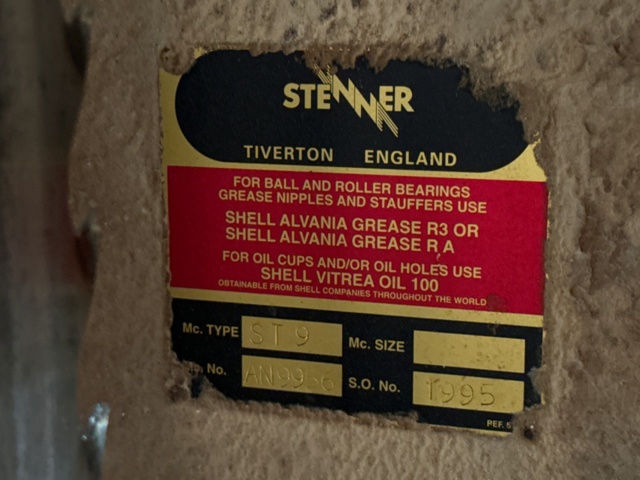 STENNER
TIVERTON ENGLAND
FOR BALL AND ROLLER BEARINGS
GREASE NIPPLES AND STAUFFERS USE
SHELL ALVANIA GREASE R3 OR
SHELL ALVANIA GREASE R A
FOR OIL CUPS AND/OR OIL HOLES USE
SHELL VITREA OIL 100
OBTAINABLE FROM SHELL COMPANIES THROUGHOUT THE WORLD
Mc. TYPE ST9 Mc. SIZE
No. S.O. No. 1995
REF.